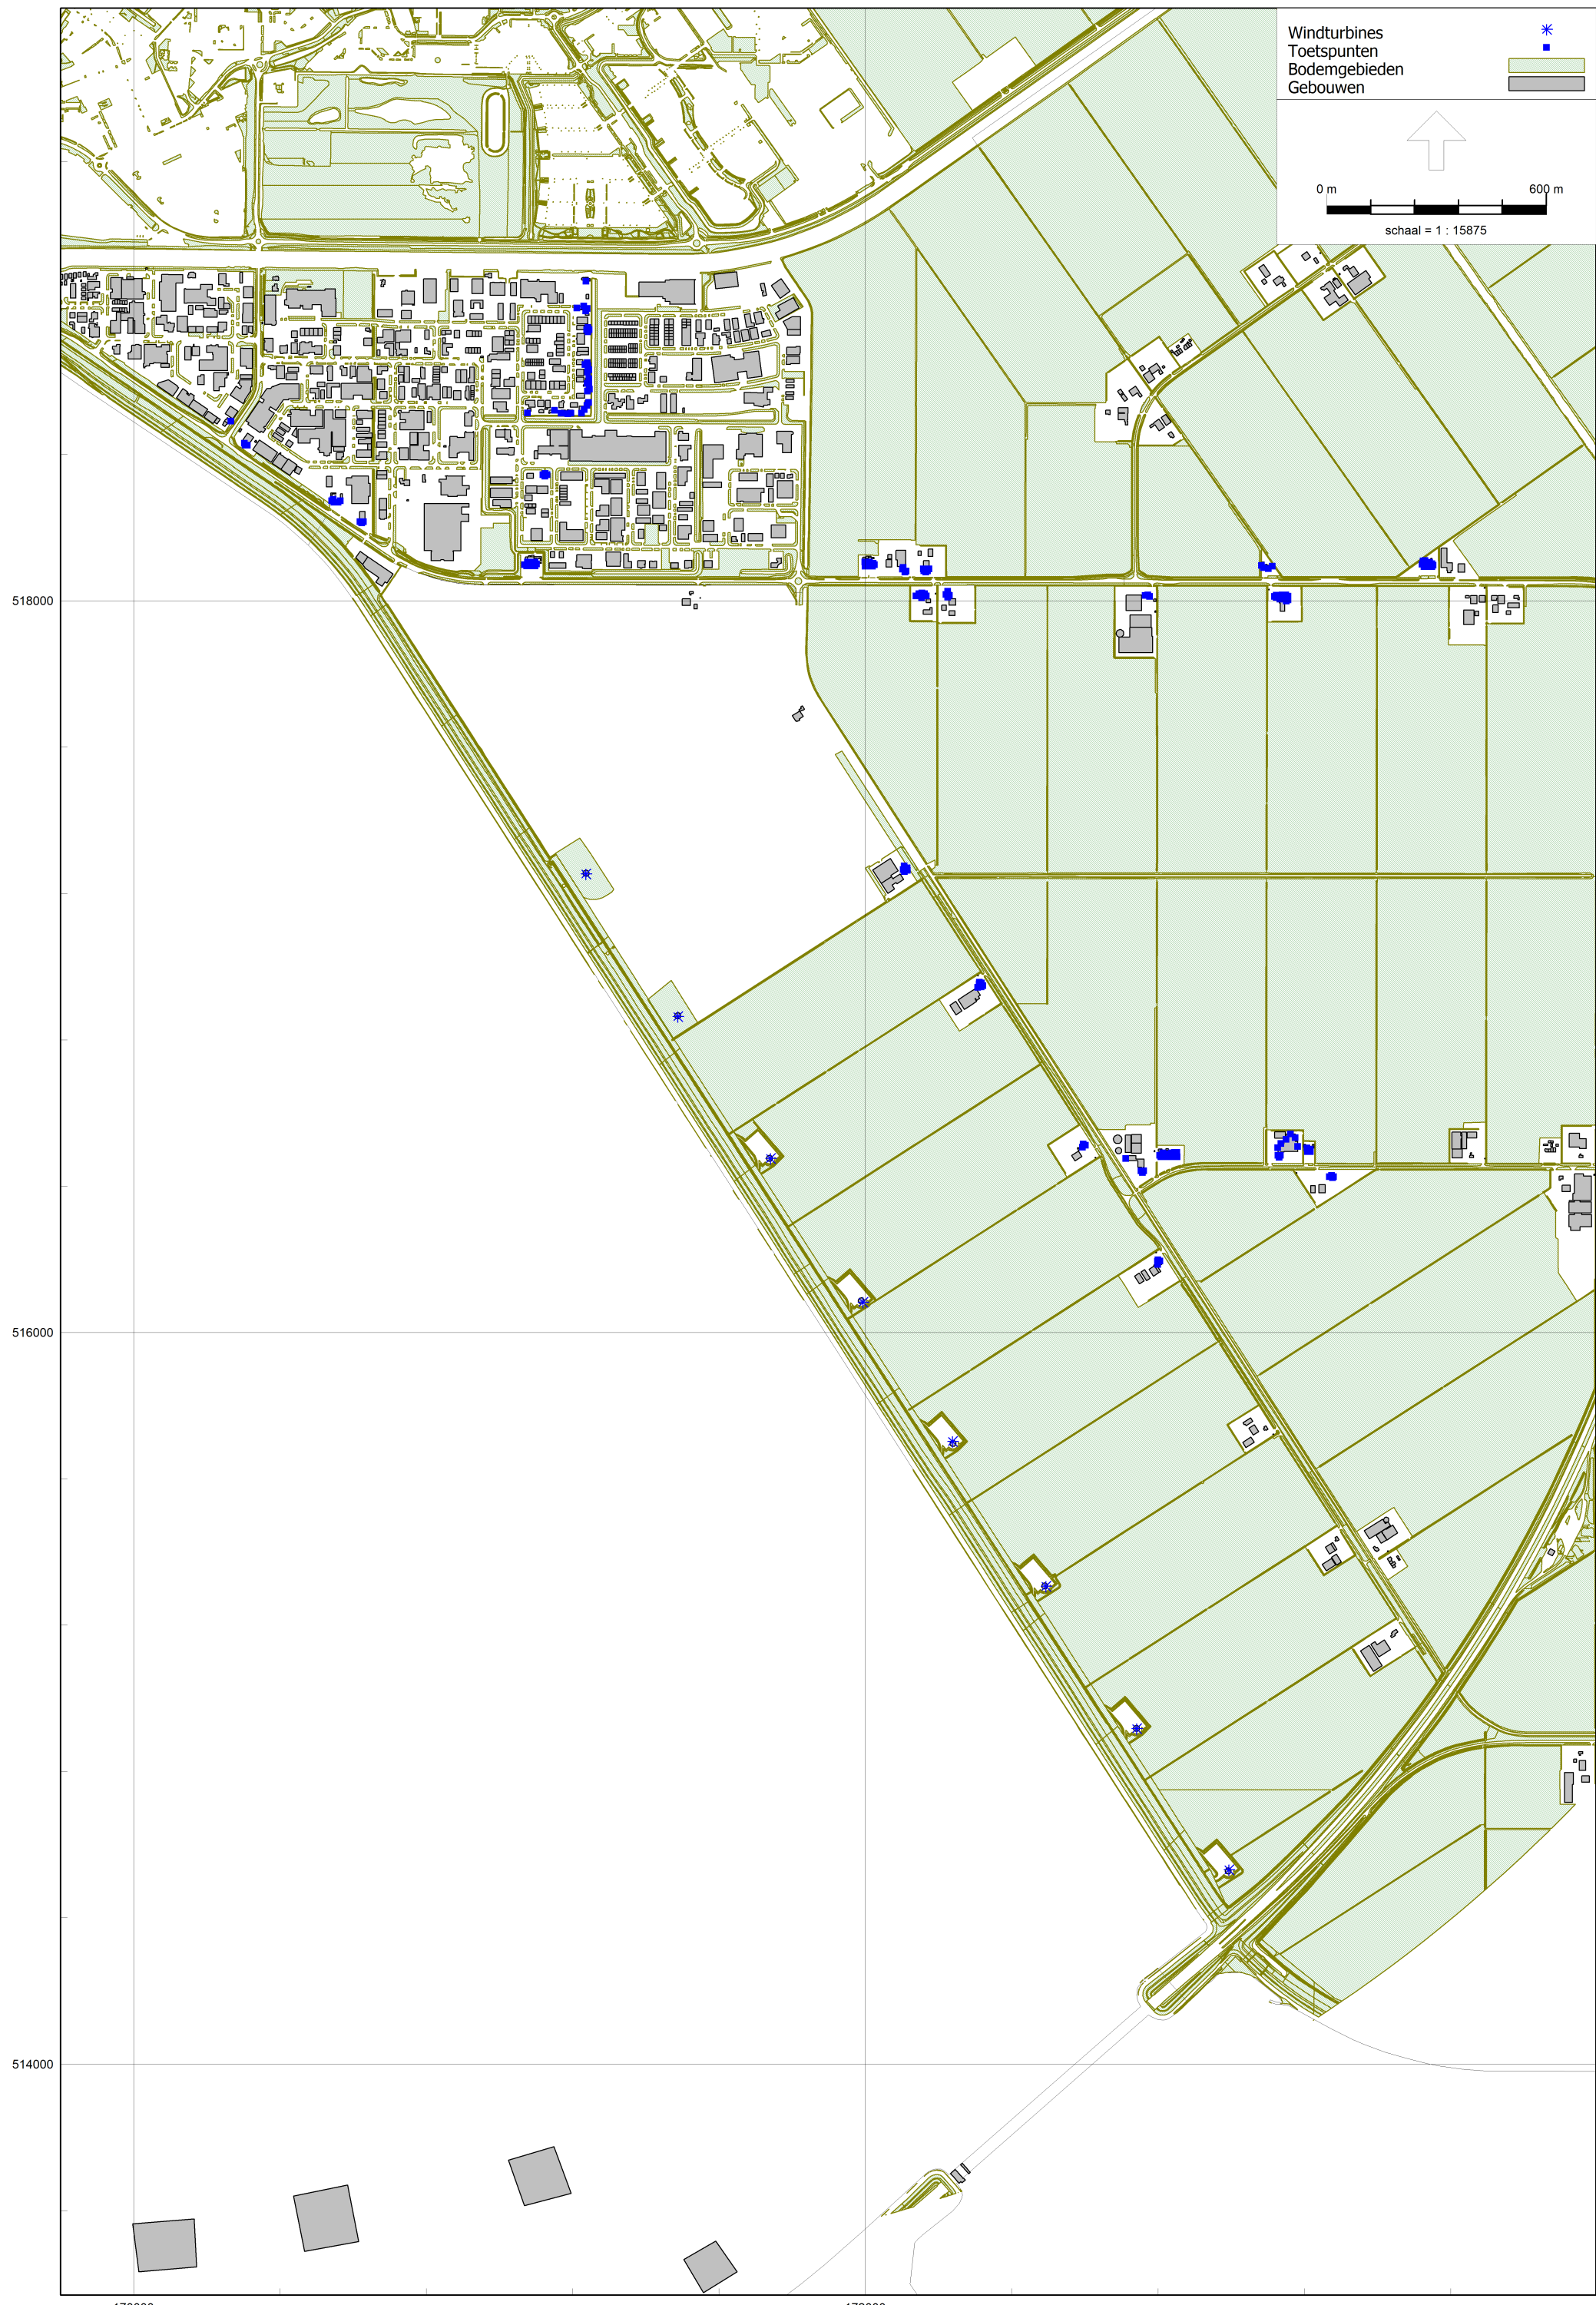 Windturbines
Toetspunten
Bodemgebieden
Gebouwen
0 m 600 m
schaal = 1 : 15875
518000
516000
514000